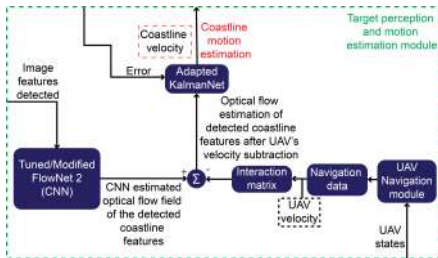 Coastline
velocity
Coastline
motion
estimation
Target perception
and motion
estimation module
Image
features
detected
Error
Adapted
KalmanNet
Optical flow
estimation of
detected coastline
features after UAV's
velocity subtraction
Tuned/Modified
FlowNet 2
(CNN)
Σ
Interaction
matrix
Navigation
data
UAV
Navigation
module
CNN estimated
optical flow field
of the detected
coastline
features
UAV
velocity
UAV
states